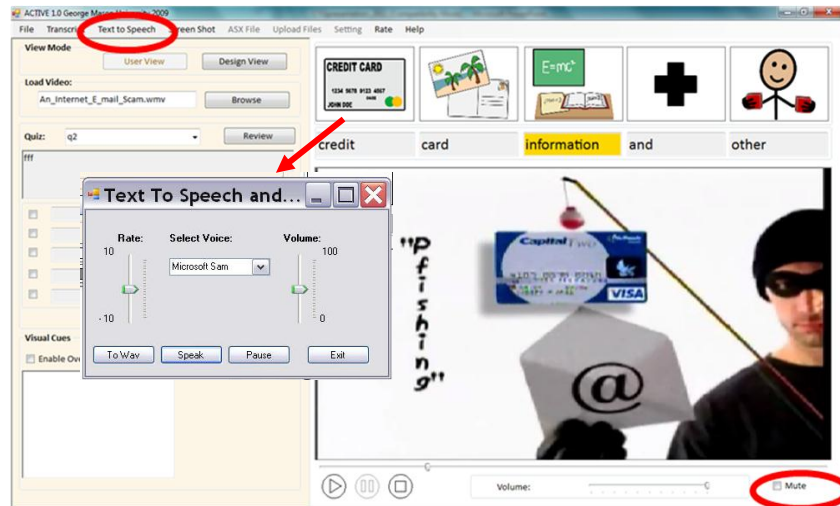 ACTIVE 1.0 George Mason University 2009
File Transcript Text to Speech Screen Shot ASX File Upload Files Setting Rate Help
View Mode
User View Design View
Load Video:
An_Internet_E_mail_Scam.wmv Browse
Quiz: q2 Review
fff
Text To Speech and...
Rate: Select Voice: Volume:
10 100
Microsoft Sam
-10 0
To Wav Speak Pause Exit
Visual Cues
Enable
CREDIT CARD
1234 5678 9123 4567
JOHN DOE
E=mc²
credit card information and other
"Pfishing"
Capital
VISA
@
Volume: Mute